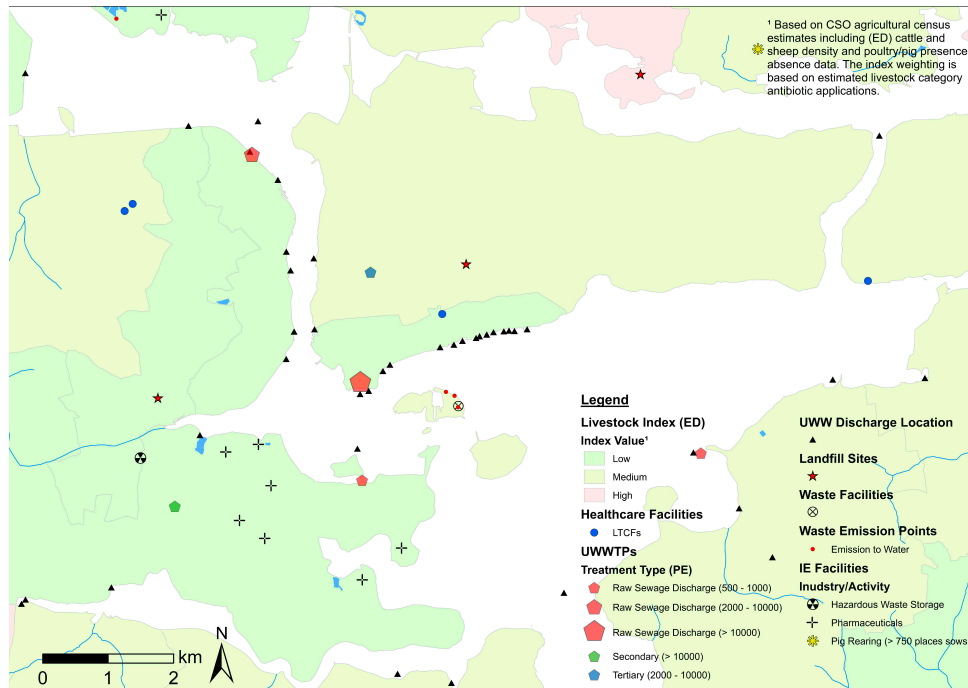 ¹ Based on CSO agricultural census
estimates including (ED) cattle and
sheep density and poultry/pig presence
absence data. The index weighting is
based on estimated livestock category
antibiotic applications.
Legend
Livestock Index (ED)
Index Value¹
Low
Medium
High
Healthcare Facilities
LTCFs
UWWTPs
Treatment Type (PE)
Raw Sewage Discharge (500 - 1000)
Raw Sewage Discharge (2000 - 10000)
Raw Sewage Discharge (> 10000)
Secondary (> 10000)
Tertiary (2000 - 10000)
UWW Discharge Location
Landfill Sites
Waste Facilities
Waste Emission Points
Emission to Water
IE Facilities
Inudstry/Activity
Hazardous Waste Storage
Pharmaceuticals
Pig Rearing (> 750 places sows
N
km
0 1 2